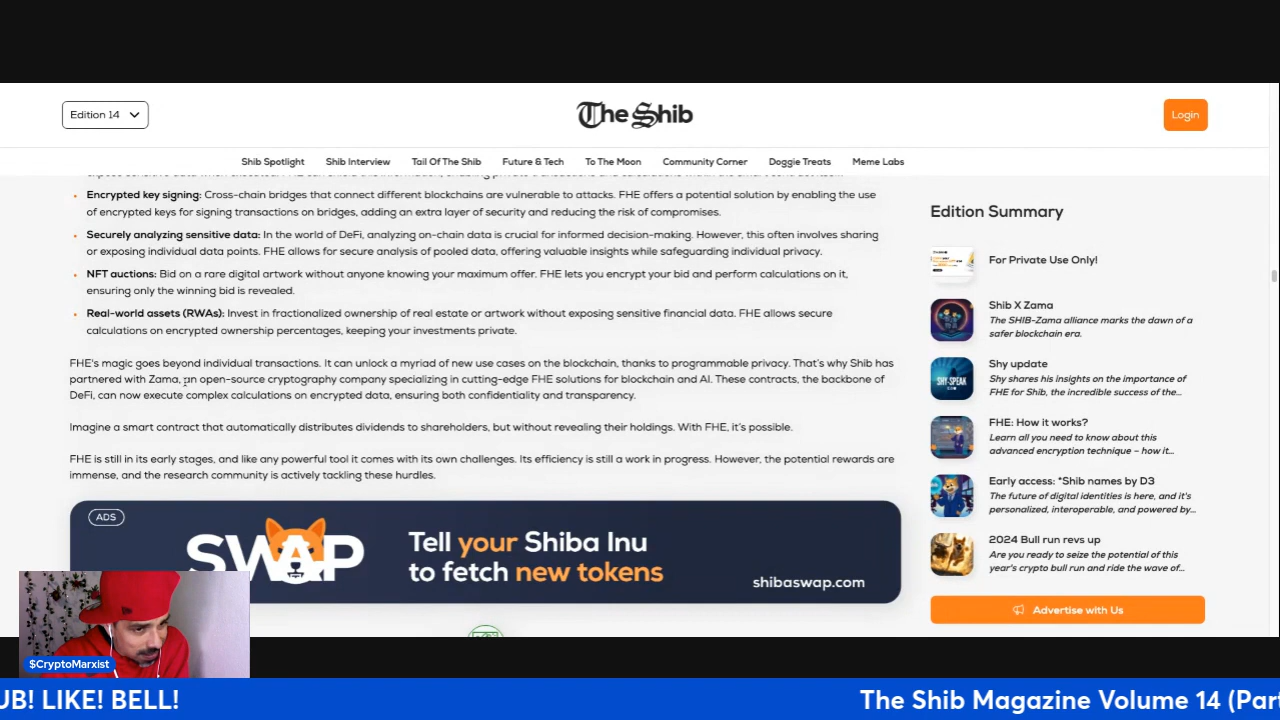 Edition 14
The Shib
Login
Shib Spotlight
Shib Interview
Tail Of The Shib
Future & Tech
To The Moon
Community Corner
Doggie Treats
Meme Labs
Encrypted key signing: Cross-chain bridges that connect different blockchains are vulnerable to attacks. FHE offers a potential solution by enabling the use
of encrypted keys for signing transactions on bridges, adding an extra layer of security and reducing the risk of compromises.
Securely analyzing sensitive data: In the world of DeFi, analyzing on-chain data is crucial for informed decision-making. However, this often involves sharing
or exposing individual data points. FHE allows for secure analysis of pooled data, offering valuable insights while safeguarding individual privacy.
NFT auctions: Bid on a rare digital artwork without anyone knowing your maximum offer. FHE lets you encrypt your bid and perform calculations on it,
ensuring only the winning bid is revealed.
Real-world assets (RWAs): Invest in fractionalized ownership of real estate or artwork without exposing sensitive financial data. FHE allows secure
calculations on encrypted ownership percentages, keeping your investments private.
FHE's magic goes beyond individual transactions. It can unlock a myriad of new use cases on the blockchain, thanks to programmable privacy. That's why Shib has
partnered with Zama, an open-source cryptography company specializing in cutting-edge FHE solutions for blockchain and AI. These contracts, the backbone of
DeFi, can now execute complex calculations on encrypted data, ensuring both confidentiality and transparency.
Imagine a smart contract that automatically distributes dividends to shareholders, but without revealing their holdings. With FHE, it's possible.
FHE is still in its early stages, and like any powerful tool it comes with its own challenges. Its efficiency is still a work in progress. However, the potential rewards are
immense, and the research community is actively tackling these hurdles.
ADS
SWAP
Tell your Shiba Inu
to fetch new tokens
shibaswap.com
Edition Summary
For Private Use Only!
Shib X Zama
The SHIB-Zama alliance marks the dawn of a
safer blockchain era.
SHY-SPEAK
Shy update
Shy shares his insights on the importance of
FHE for Shib, the incredible success of the...
FHE: How it works?
Learn all you need to know about this
advanced encryption technique – how it...
Early access: *Shib names by D3
The future of digital identities is here, and it's
personalized, interoperable, and powered by...
2024 Bull run revs up
Are you ready to seize the potential of this
year's crypto bull run and ride the wave of...
Advertise with Us
$CryptoMarxist
UB! LIKE! BELL!
The Shib Magazine Volume 14 (Part